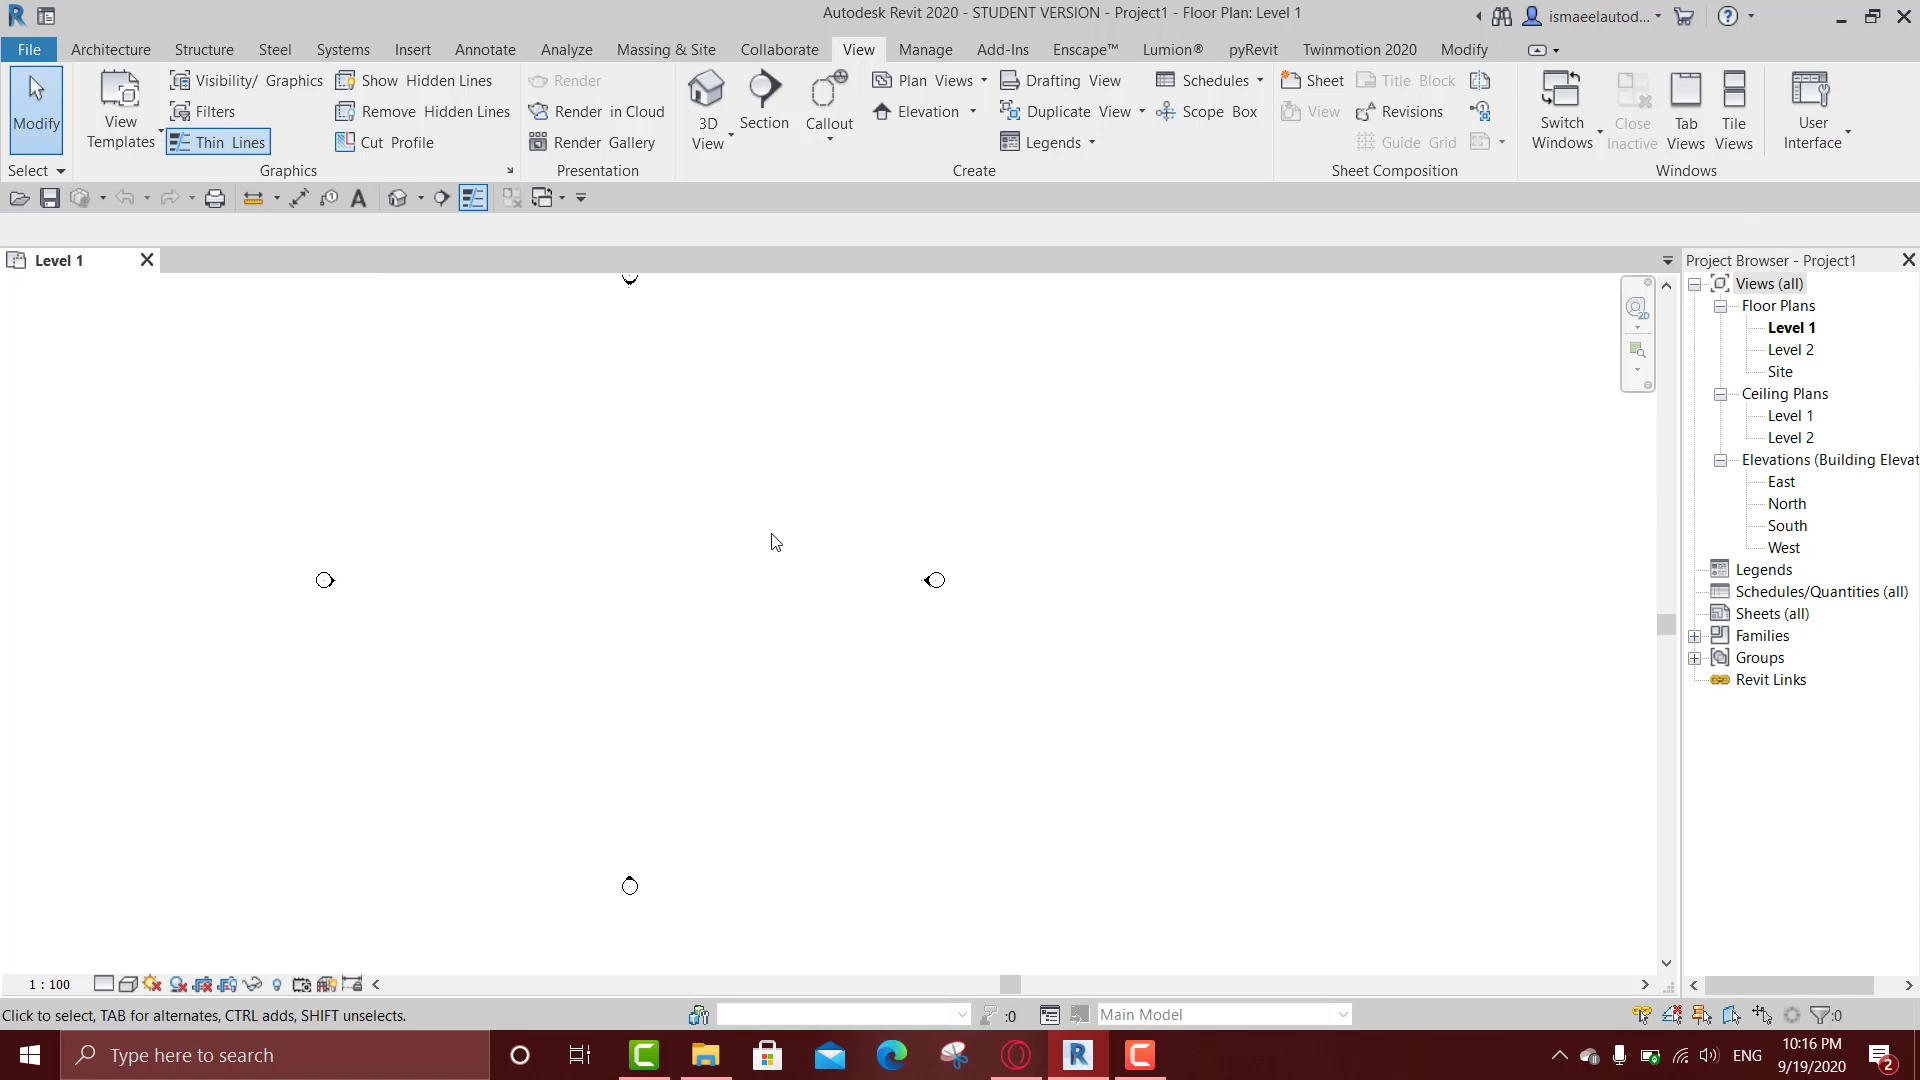 Autodesk Revit 2020 - STUDENT VERSION - Project1 - Floor Plan: Level 1
ismaeelautod...
File Architecture Structure Steel Systems Insert Annotate Analyze Massing & Site Collaborate View Manage Add-Ins Enscape™ Lumion® pyRevit Twinmotion 2020 Modify
Modify
View Templates
Visibility/ Graphics
Filters
Thin Lines
Show Hidden Lines
Remove Hidden Lines
Cut Profile
Render
Render in Cloud
Render Gallery
3D View
Section
Callout
Plan Views
Elevation
Drafting View
Duplicate View
Legends
Schedules
Scope Box
Sheet
View
Title Block
Revisions
Guide Grid
Switch Windows
Close Inactive
Tab Views
Tile Views
User Interface
Select Graphics Presentation Create Sheet Composition Windows
Level 1
Project Browser - Project1
2D
Views (all)
Floor Plans
Level 1
Level 2
Site
Ceiling Plans
Level 1
Level 2
Elevations (Building Elevat
East
North
South
West
Legends
Schedules/Quantities (all)
Sheets (all)
Families
Groups
Revit Links
1 : 100
Click to select, TAB for alternates, CTRL adds, SHIFT unselects.
:0
Main Model
:0
Type here to search
ENG
10:16 PM
9/19/2020
2